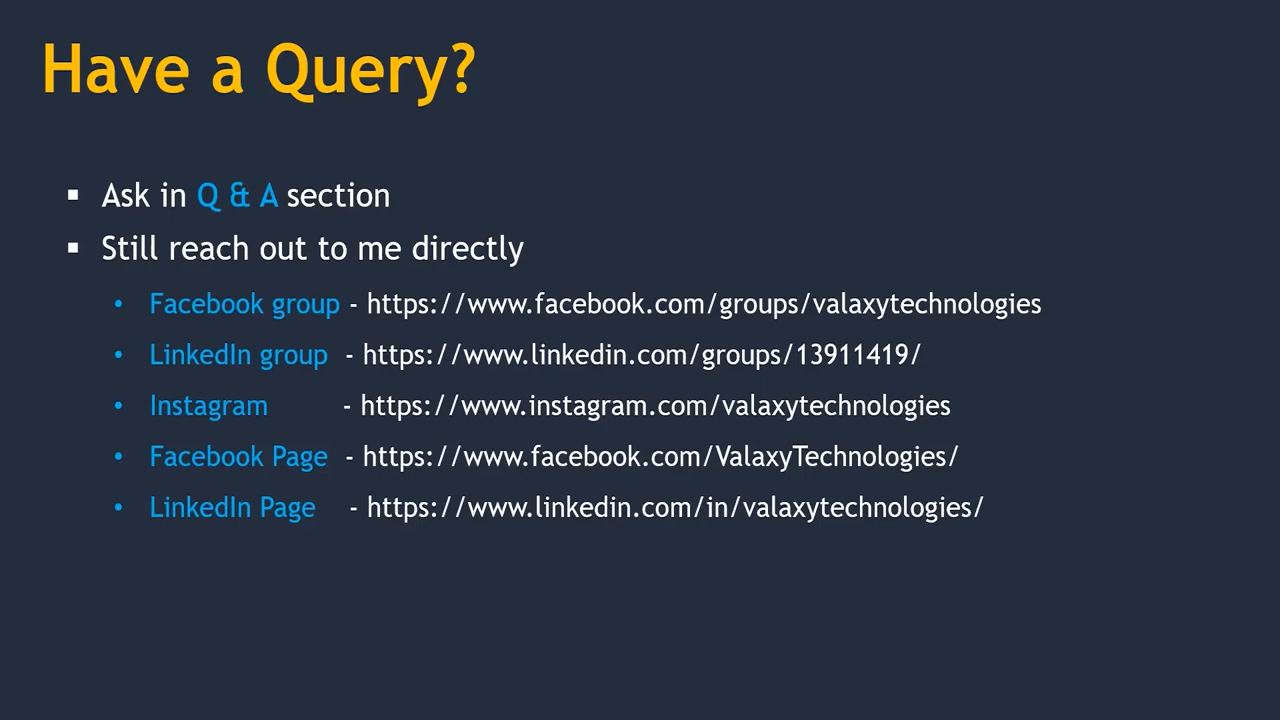 Have a Query?
▪ Ask in Q & A section
▪ Still reach out to me directly
• Facebook group - https://www.facebook.com/groups/valaxytechnologies
• LinkedIn group - https://www.linkedin.com/groups/13911419/
• Instagram - https://www.instagram.com/valaxytechnologies
• Facebook Page - https://www.facebook.com/ValaxyTechnologies/
• LinkedIn Page - https://www.linkedin.com/in/valaxytechnologies/